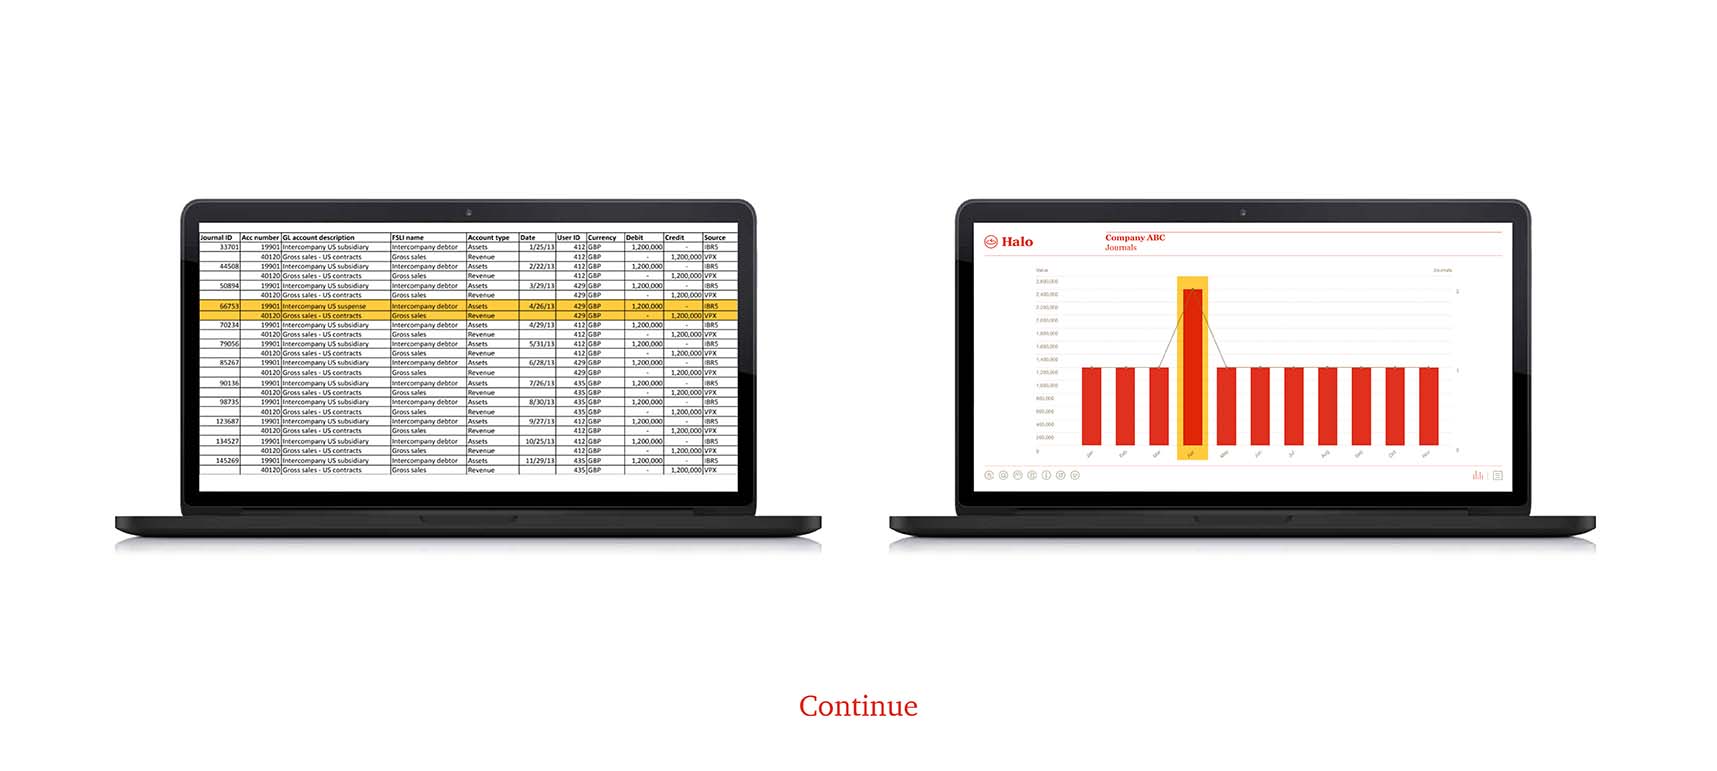 Journal ID Acc number GL account description FSLI name Account type Date User ID Currency Debit Credit Source
33701 19901 Intercompany US subsidiary Intercompany debtor Assets 1/25/13 412 GBP 1,200,000 - IBR5
40120 Gross sales - US contracts Gross sales Revenue 412 GBP - 1,200,000 VPX
44508 19901 Intercompany US subsidiary Intercompany debtor Assets 2/22/13 412 GBP 1,200,000 - IBR5
40120 Gross sales - US contracts Gross sales Revenue 412 GBP - 1,200,000 VPX
50894 19901 Intercompany US subsidiary Intercompany debtor Assets 3/29/13 429 GBP 1,200,000 - IBR5
40120 Gross sales - US contracts Gross sales Revenue 429 GBP - 1,200,000 VPX
66753 19901 Intercompany US suspense Intercompany debtor Assets 4/26/13 429 GBP 1,200,000 - IBR5
40120 Gross sales - US contracts Gross sales Revenue 429 GBP - 1,200,000 VPX
70234 19901 Intercompany US subsidiary Intercompany debtor Assets 4/29/13 412 GBP 1,200,000 - IBR5
40120 Gross sales - US contracts Gross sales Revenue 412 GBP - 1,200,000 VPX
79056 19901 Intercompany US subsidiary Intercompany debtor Assets 5/31/13 412 GBP 1,200,000 - IBR5
40120 Gross sales - US contracts Gross sales Revenue 412 GBP - 1,200,000 VPX
85267 19901 Intercompany US subsidiary Intercompany debtor Assets 6/28/13 429 GBP 1,200,000 - IBR5
40120 Gross sales - US contracts Gross sales Revenue 429 GBP - 1,200,000 VPX
90136 19901 Intercompany US subsidiary Intercompany debtor Assets 7/26/13 435 GBP 1,200,000 - IBR5
40120 Gross sales - US contracts Gross sales Revenue 435 GBP - 1,200,000 VPX
98735 19901 Intercompany US subsidiary Intercompany debtor Assets 8/30/13 435 GBP 1,200,000 - IBR5
40120 Gross sales - US contracts Gross sales Revenue 435 GBP - 1,200,000 VPX
123687 19901 Intercompany US subsidiary Intercompany debtor Assets 9/27/13 412 GBP 1,200,000 - IBR5
40120 Gross sales - US contracts Gross sales Revenue 412 GBP - 1,200,000 VPX
134527 19901 Intercompany US subsidiary Intercompany debtor Assets 10/25/13 412 GBP 1,200,000 - IBR5
40120 Gross sales - US contracts Gross sales Revenue 412 GBP - 1,200,000 VPX
145269 19901 Intercompany US subsidiary Intercompany debtor Assets 11/29/13 435 GBP 1,200,000 - IBR5
40120 Gross sales - US contracts Gross sales Revenue 435 GBP - 1,200,000 VPX
Halo
Company ABC
Journals
Value
Journals
2,600,000
2,400,000
2,000,000
1,800,000
1,600,000
1,400,000
1,200,000
1,000,000
800,000
600,000
400,000
200,000
0
2
1
0
Jan Feb Mar Apr May Jun Jul Aug Sep Oct Nov
Continue